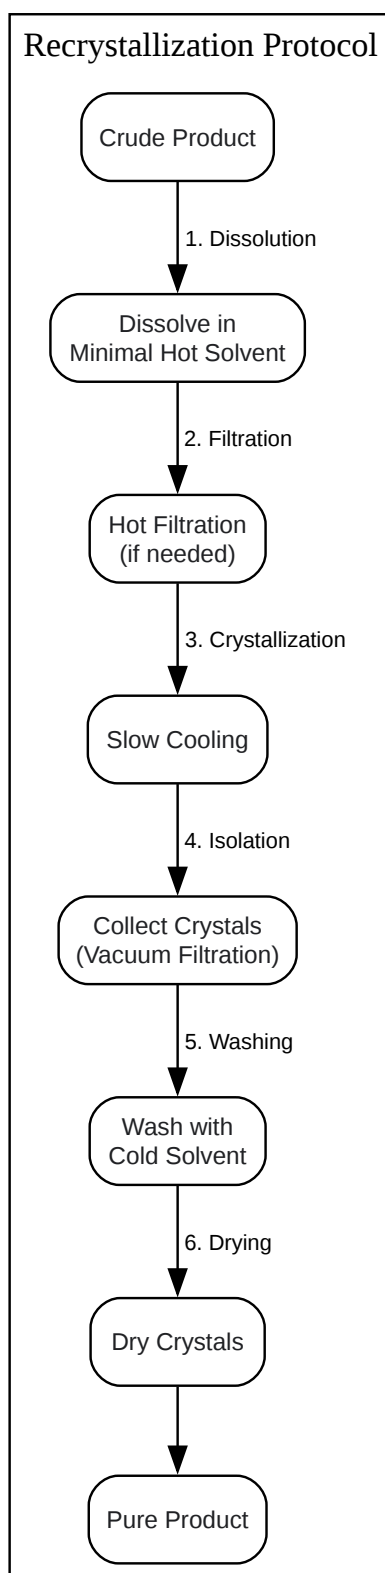 Recrystallization Protocol
Crude Product
1. Dissolution
Dissolve in
Minimal Hot Solvent
2. Filtration
Hot Filtration
(if needed)
3. Crystallization
Slow Cooling
4. Isolation
Collect Crystals
(Vacuum Filtration)
5. Washing
Wash with
Cold Solvent
6. Drying
Dry Crystals
Pure Product